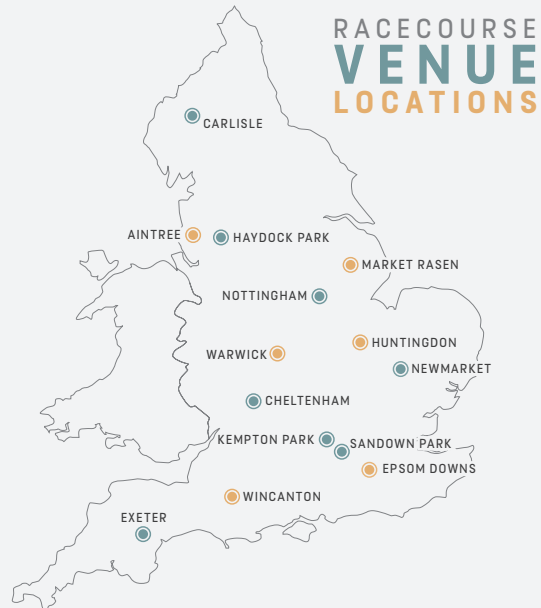 RACECOURSE
VENUE
LOCATIONS
CARLISLE
AINTREE
HAYDOCK PARK
MARKET RASEN
NOTTINGHAM
HUNTINGDON
WARWICK
NEWMARKET
CHELTENHAM
KEMPTON PARK
SANDOWN PARK
EPSOM DOWNS
WINCANTON
EXETER